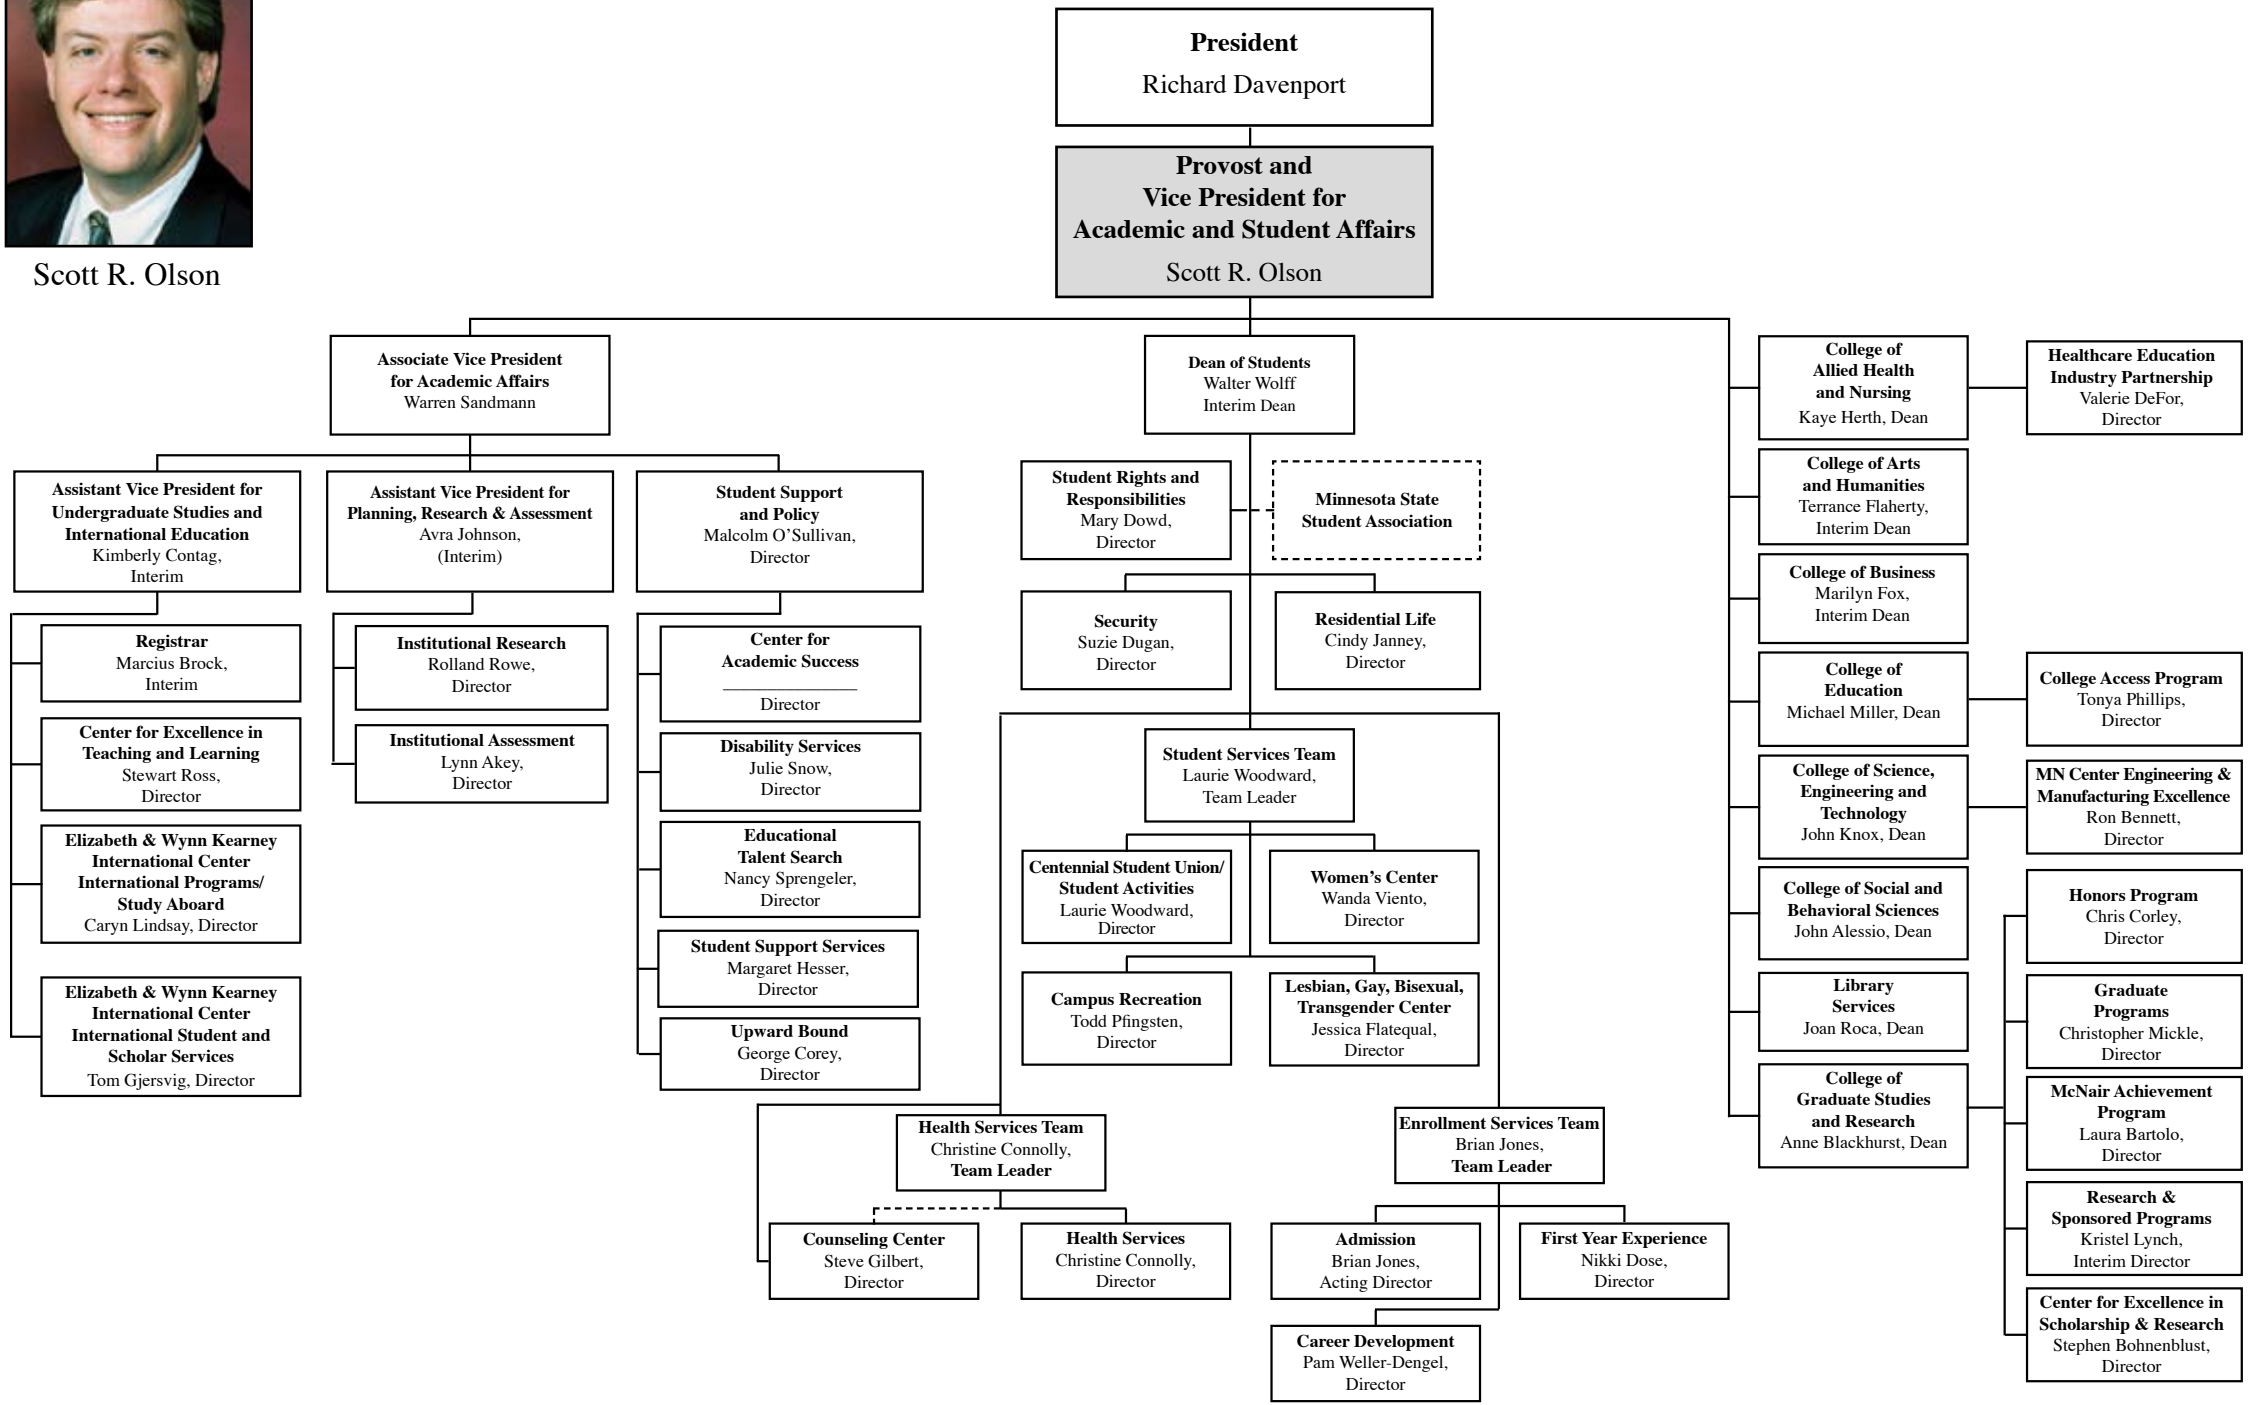 President
Richard Davenport
Provost and
Vice President for
Academic and Student Affairs
Scott R. Olson
Scott R. Olson
Associate Vice President
for Academic Affairs
Warren Sandmann
Dean of Students
Walter Wolff
Interim Dean
Assistant Vice President for
Undergraduate Studies and
International Education
Kimberly Contag,
Interim
Assistant Vice President for
Planning, Research & Assessment
Avra Johnson,
(Interim)
Student Support
and Policy
Malcolm O’Sullivan,
Director
Registrar
Marcius Brock,
Interim
Center for Excellence in
Teaching and Learning
Stewart Ross,
Director
Elizabeth & Wynn Kearney
International Center
International Programs/
Study Aboard
Caryn Lindsay, Director
Elizabeth & Wynn Kearney
International Center
International Student and
Scholar Services
Tom Gjersvig, Director
Institutional Research
Rolland Rowe,
Director
Institutional Assessment
Lynn Akey,
Director
Center for
Academic Success
_______________
Director
Disability Services
Julie Snow,
Director
Educational
Talent Search
Nancy Sprengeler,
Director
Student Support Services
Margaret Hesser,
Director
Upward Bound
George Corey,
Director
Student Rights and
Responsibilities
Mary Dowd,
Director
Minnesota State
Student Association
Security
Suzie Dugan,
Director
Residential Life
Cindy Janney,
Director
Student Services Team
Laurie Woodward,
Team Leader
Centennial Student Union/
Student Activities
Laurie Woodward,
Director
Women’s Center
Wanda Viento,
Director
Campus Recreation
Todd Pfingsten,
Director
Lesbian, Gay, Bisexual,
Transgender Center
Jessica Flatequal,
Director
Health Services Team
Christine Connolly,
Team Leader
Counseling Center
Steve Gilbert,
Director
Health Services
Christine Connolly,
Director
Enrollment Services Team
Brian Jones,
Team Leader
Admission
Brian Jones,
Acting Director
First Year Experience
Nikki Dose,
Director
Career Development
Pam Weller-Dengel,
Director
College of
Allied Health
and Nursing
Kaye Herth, Dean
Healthcare Education
Industry Partnership
Valerie DeFor,
Director
College of Arts
and Humanities
Terrance Flaherty,
Interim Dean
College of Business
Marilyn Fox,
Interim Dean
College of
Education
Michael Miller, Dean
College Access Program
Tonya Phillips,
Director
College of Science,
Engineering and
Technology
John Knox, Dean
MN Center Engineering &
Manufacturing Excellence
Ron Bennett,
Director
College of Social and
Behavioral Sciences
John Alessio, Dean
Library
Services
Joan Roca, Dean
College of
Graduate Studies
and Research
Anne Blackhurst, Dean
Honors Program
Chris Corley,
Director
Graduate
Programs
Christopher Mickle,
Director
McNair Achievement
Program
Laura Bartolo,
Director
Research &
Sponsored Programs
Kristel Lynch,
Interim Director
Center for Excellence in
Scholarship & Research
Stephen Bohnenblust,
Director